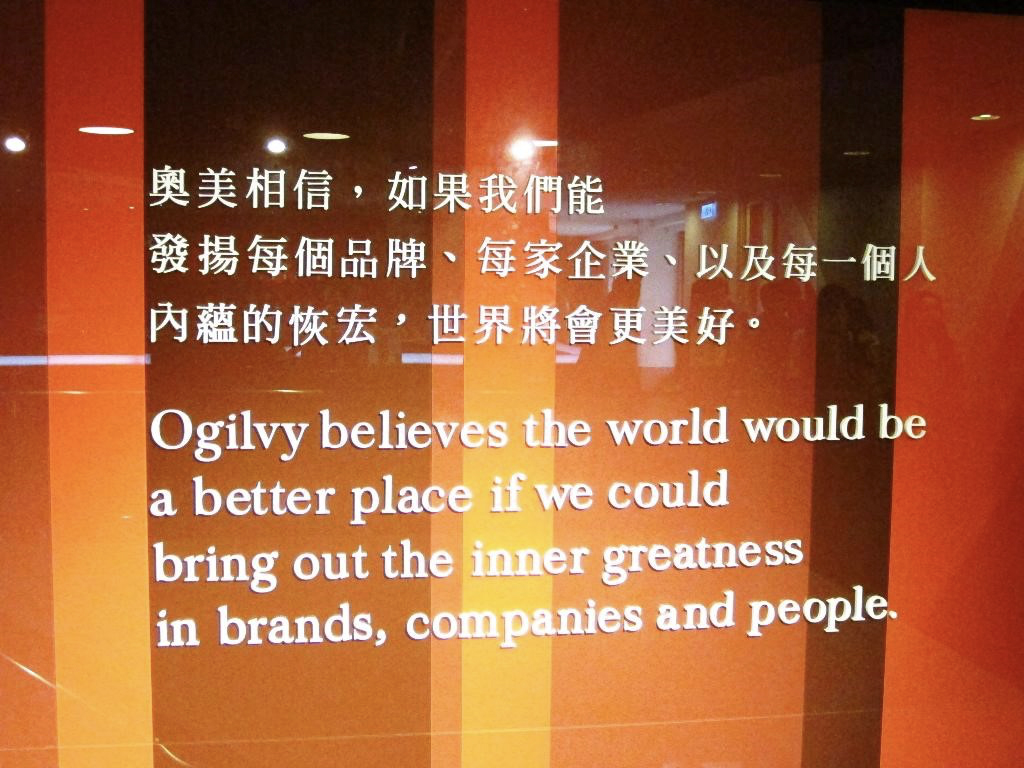 奧美相信，如果我們能
發揚每個品牌、每家企業、以及每一個人
內蘊的恢宏，世界將會更美好。
Ogilvy believes the world would be
a better place if we could
bring out the inner greatness
in brands, companies and people.